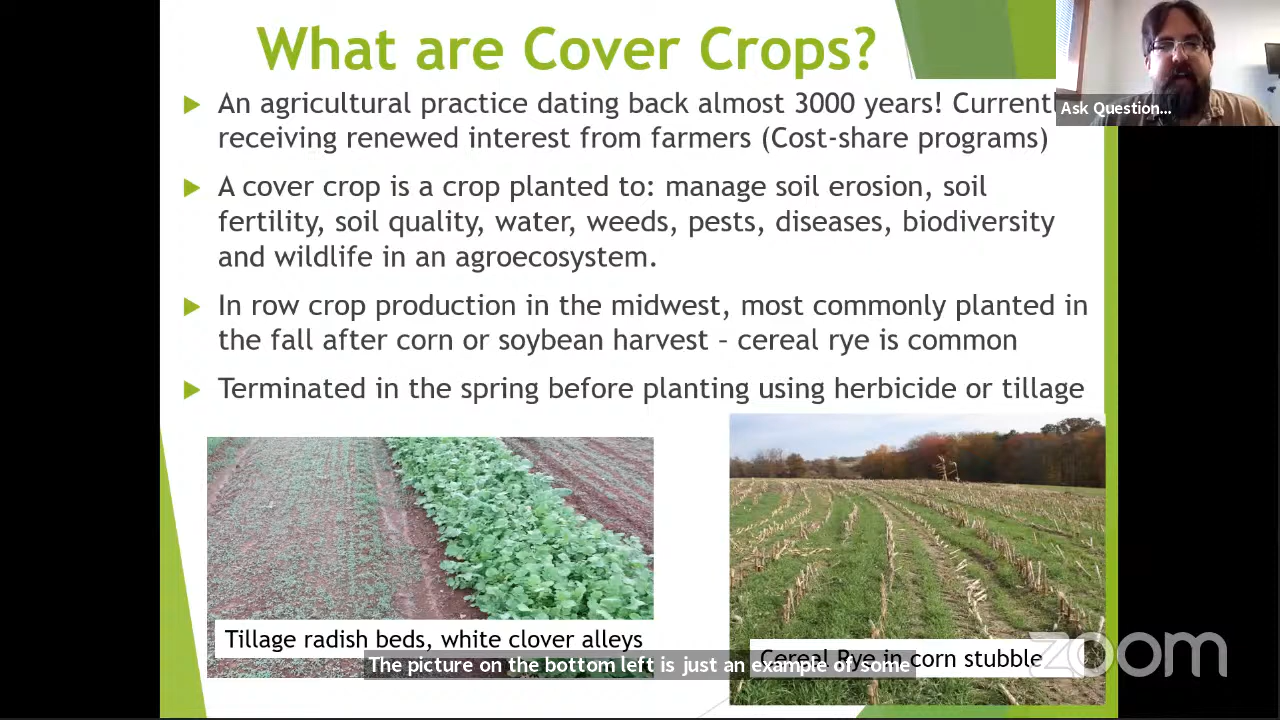 What are Cover Crops?
An agricultural practice dating back almost 3000 years! Current
receiving renewed interest from farmers (Cost-share programs)
A cover crop is a crop planted to: manage soil erosion, soil
fertility, soil quality, water, weeds, pests, diseases, biodiversity
and wildlife in an agroecosystem.
In row crop production in the midwest, most commonly planted in
the fall after corn or soybean harvest – cereal rye is common
Terminated in the spring before planting using herbicide or tillage
Ask Question...
Tillage radish beds, white clover alleys
Cereal Rye in corn stubble
The picture on the bottom left is just an example of some
zoom